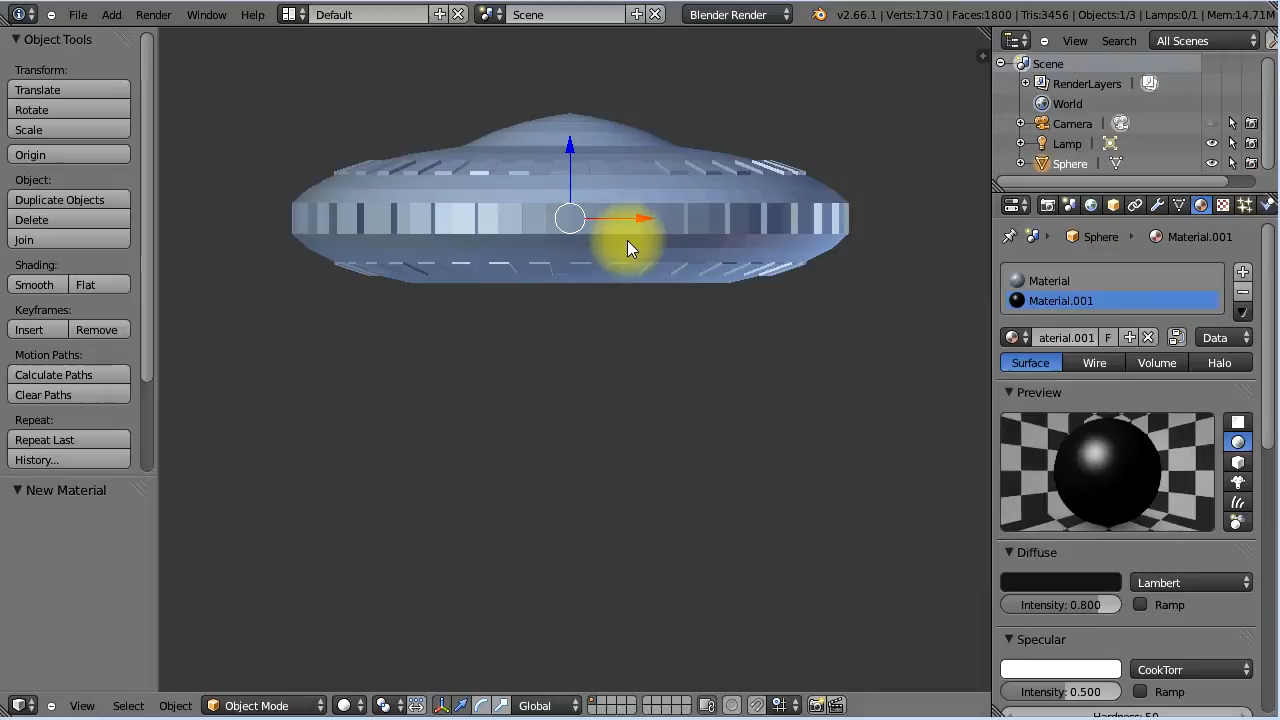 File Add Render Window Help Default Scene Blender Render v2.66.1 | Verts:1730 | Faces:1800 | Tris:3456 | Objects:1/3 | Lamps:0/1 | Mem:14.71M
Object Tools
Transform:
Translate
Rotate
Scale
Origin
Object:
Duplicate Objects
Delete
Join
Shading:
Smooth Flat
Keyframes:
Insert Remove
Motion Paths:
Calculate Paths
Clear Paths
Repeat:
Repeat Last
History...
New Material
View Select Object Object Mode Global
View Search All Scenes
Scene
RenderLayers
World
Camera
Lamp
Sphere
Sphere Material.001
Material
Material.001
aterial.001 F Data
Surface Wire Volume Halo
Preview
Diffuse
Lambert
Intensity: 0.800 Ramp
Specular
CookTorr
Intensity: 0.500 Ramp
Hardness: 50